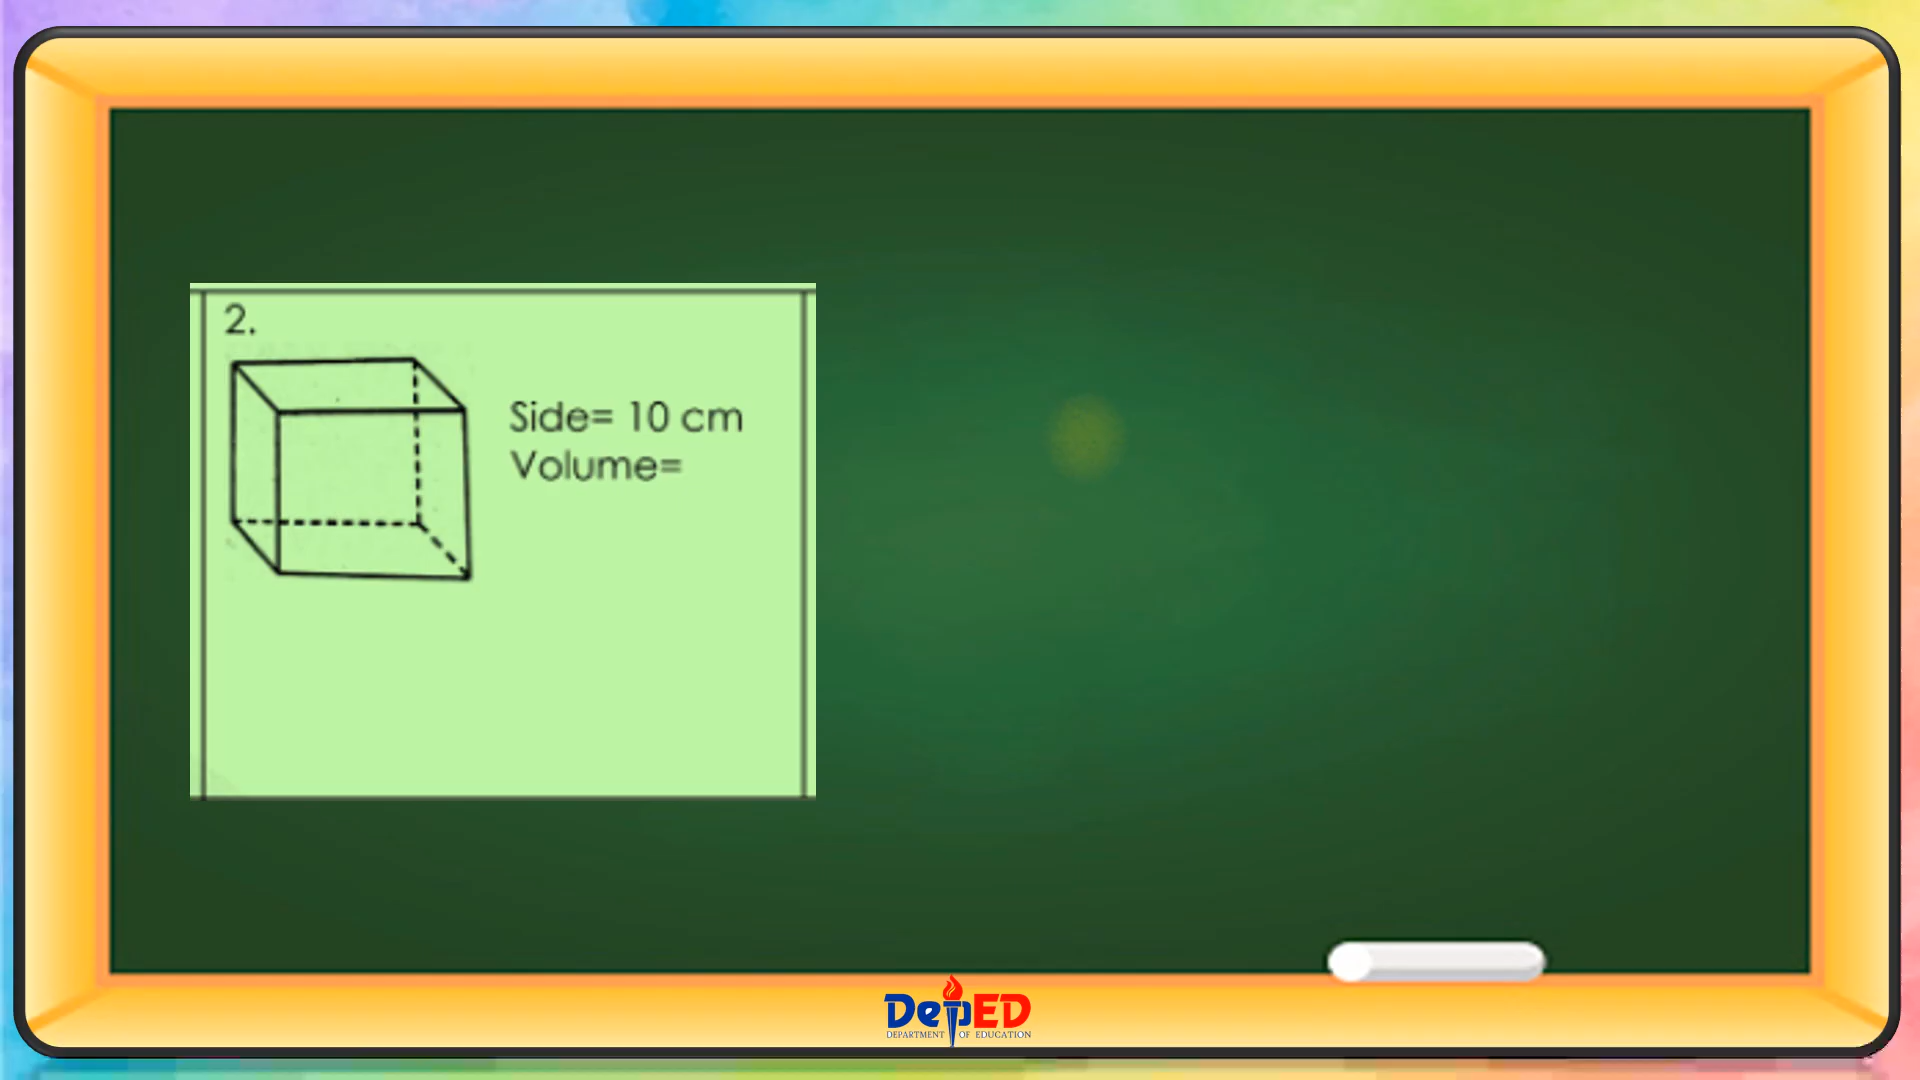 2.
Side= 10 cm
Volume=
DepED
DEPARTMENT OF EDUCATION